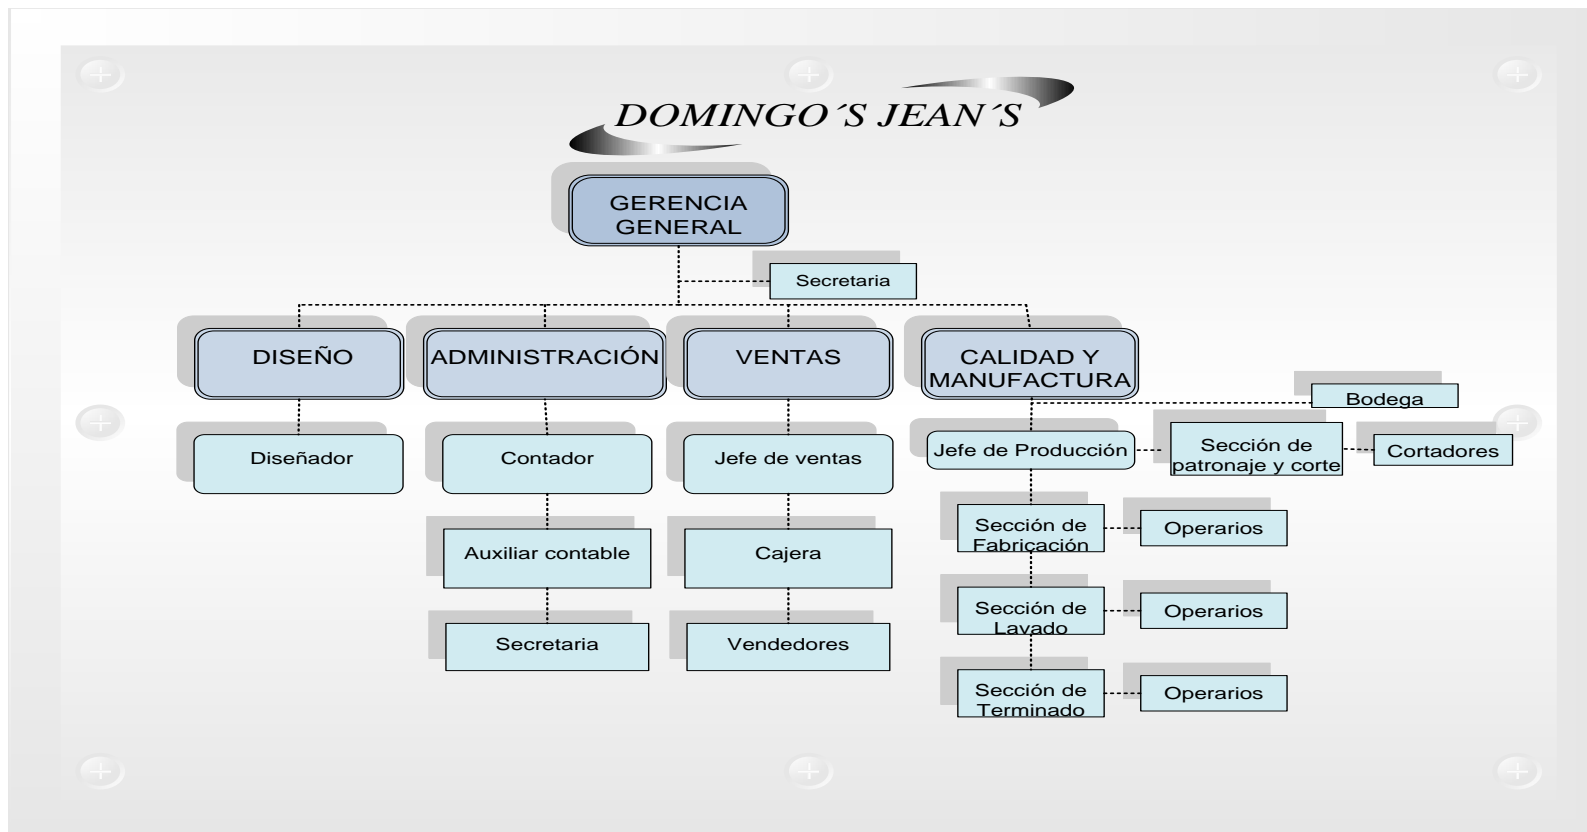 DOMINGO´S JEAN´S
GERENCIA
GENERAL
Secretaria
DISEÑO
ADMINISTRACIÓN
VENTAS
CALIDAD Y
MANUFACTURA
Bodega
Diseñador
Contador
Jefe de ventas
Jefe de Producción
Sección de
patronaje y corte
Cortadores
Auxiliar contable
Cajera
Sección de
Fabricación
Operarios
Secretaria
Vendedores
Sección de
Lavado
Operarios
Sección de
Terminado
Operarios